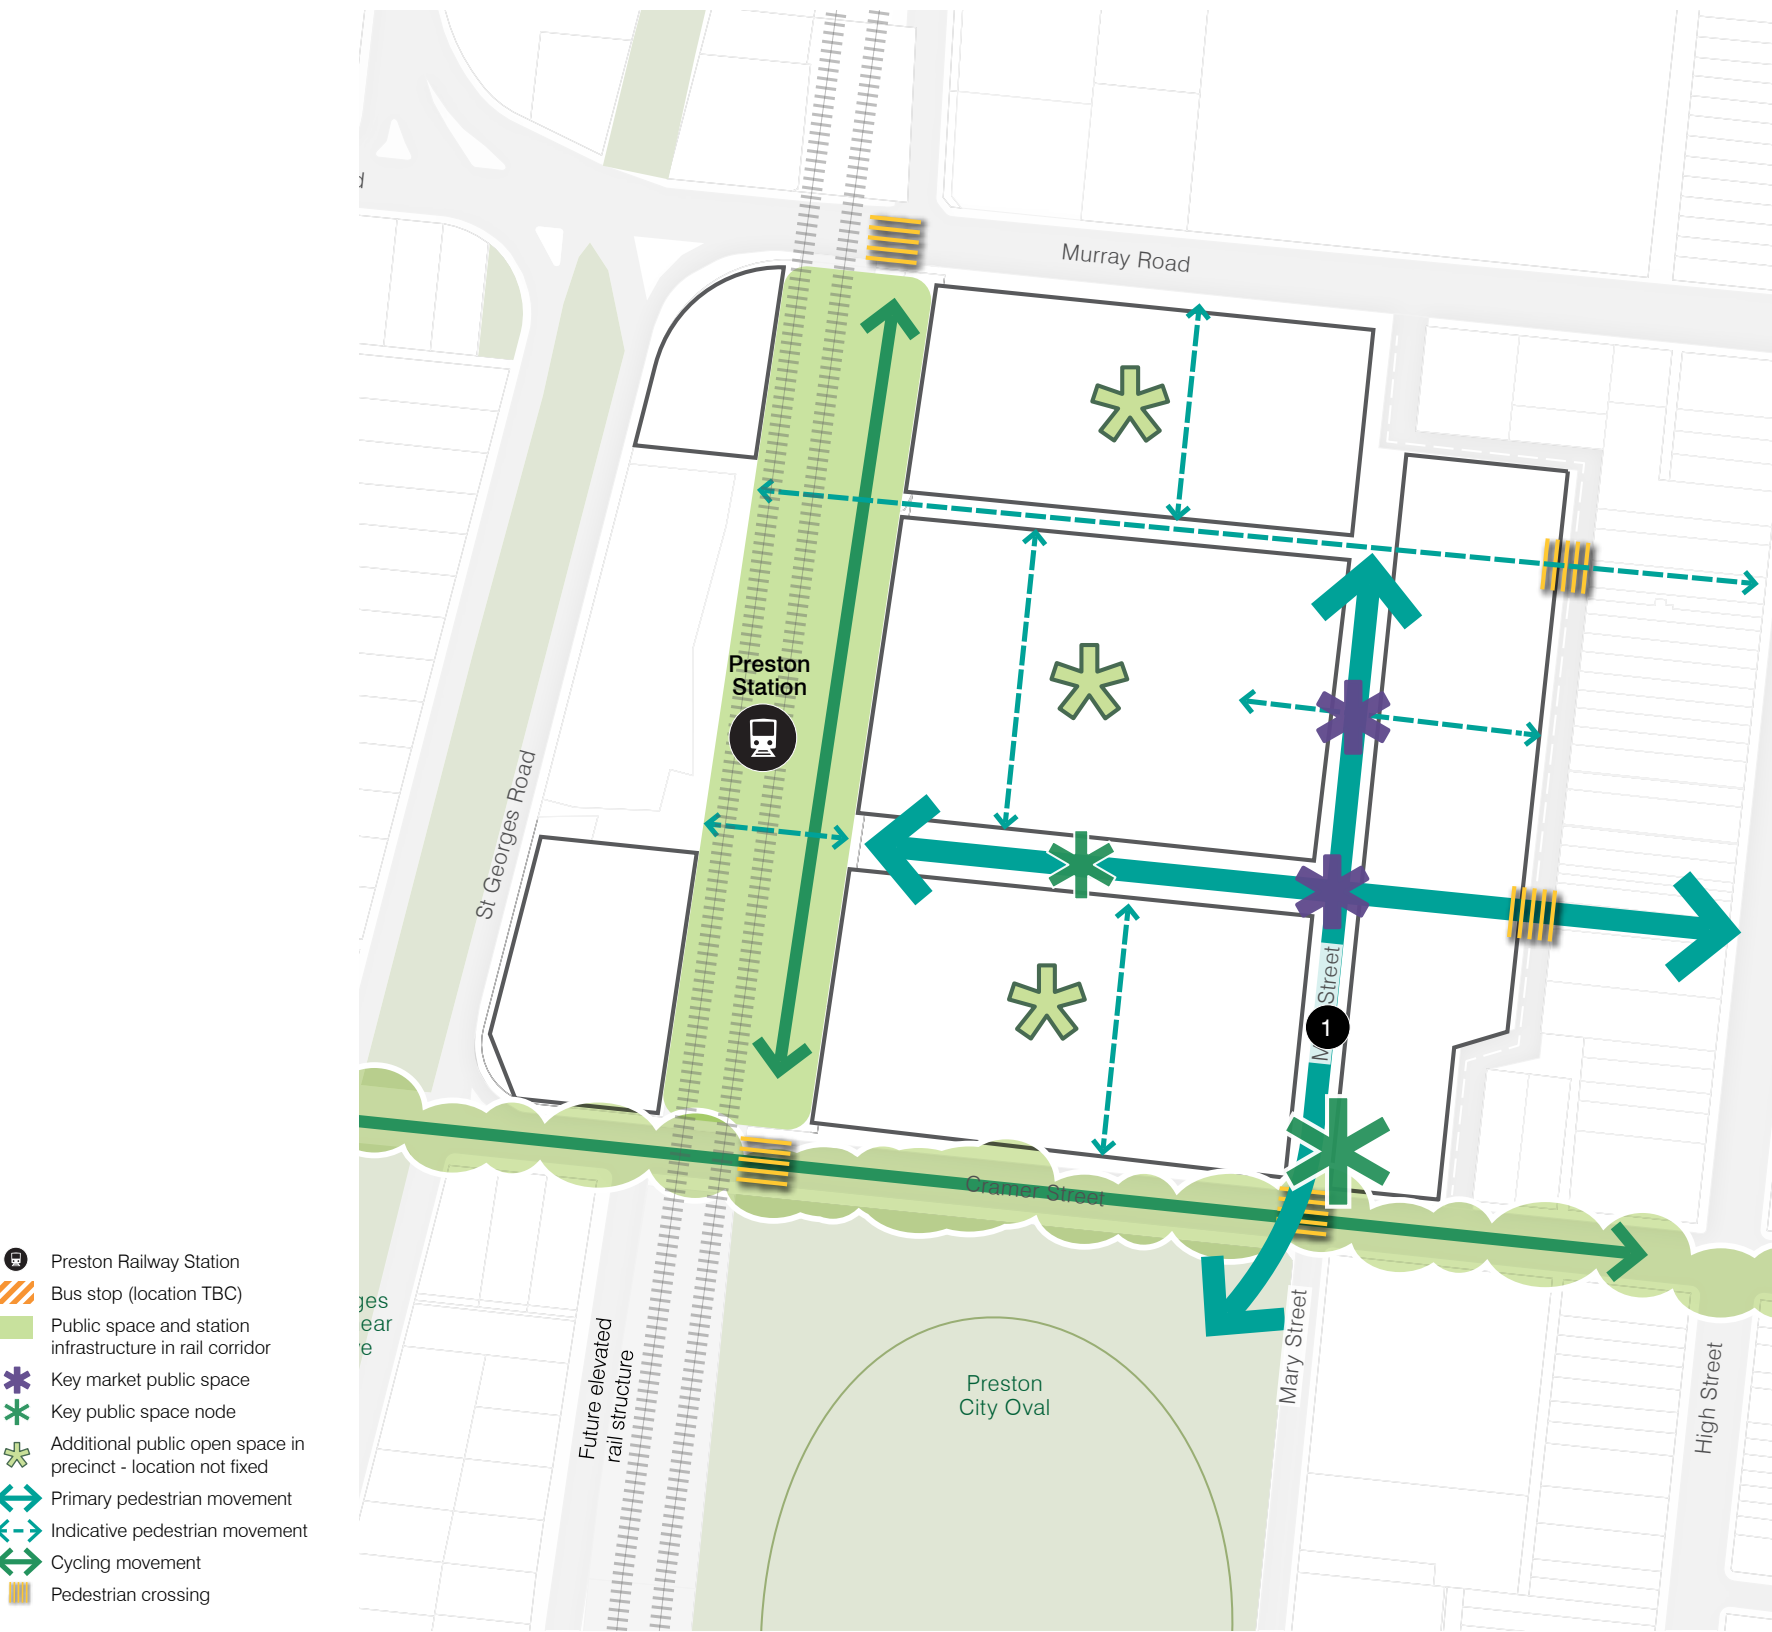 Murray Road
Preston
Station
St Georges Road
Street
1
Cramer Street
Preston
City Oval
Mary Street
High Street
Future elevated
rail structure
Preston Railway Station
Bus stop (location TBC)
Public space and station
infrastructure in rail corridor
Key market public space
Key public space node
Additional public open space in
precinct - location not fixed
Primary pedestrian movement
Indicative pedestrian movement
Cycling movement
Pedestrian crossing